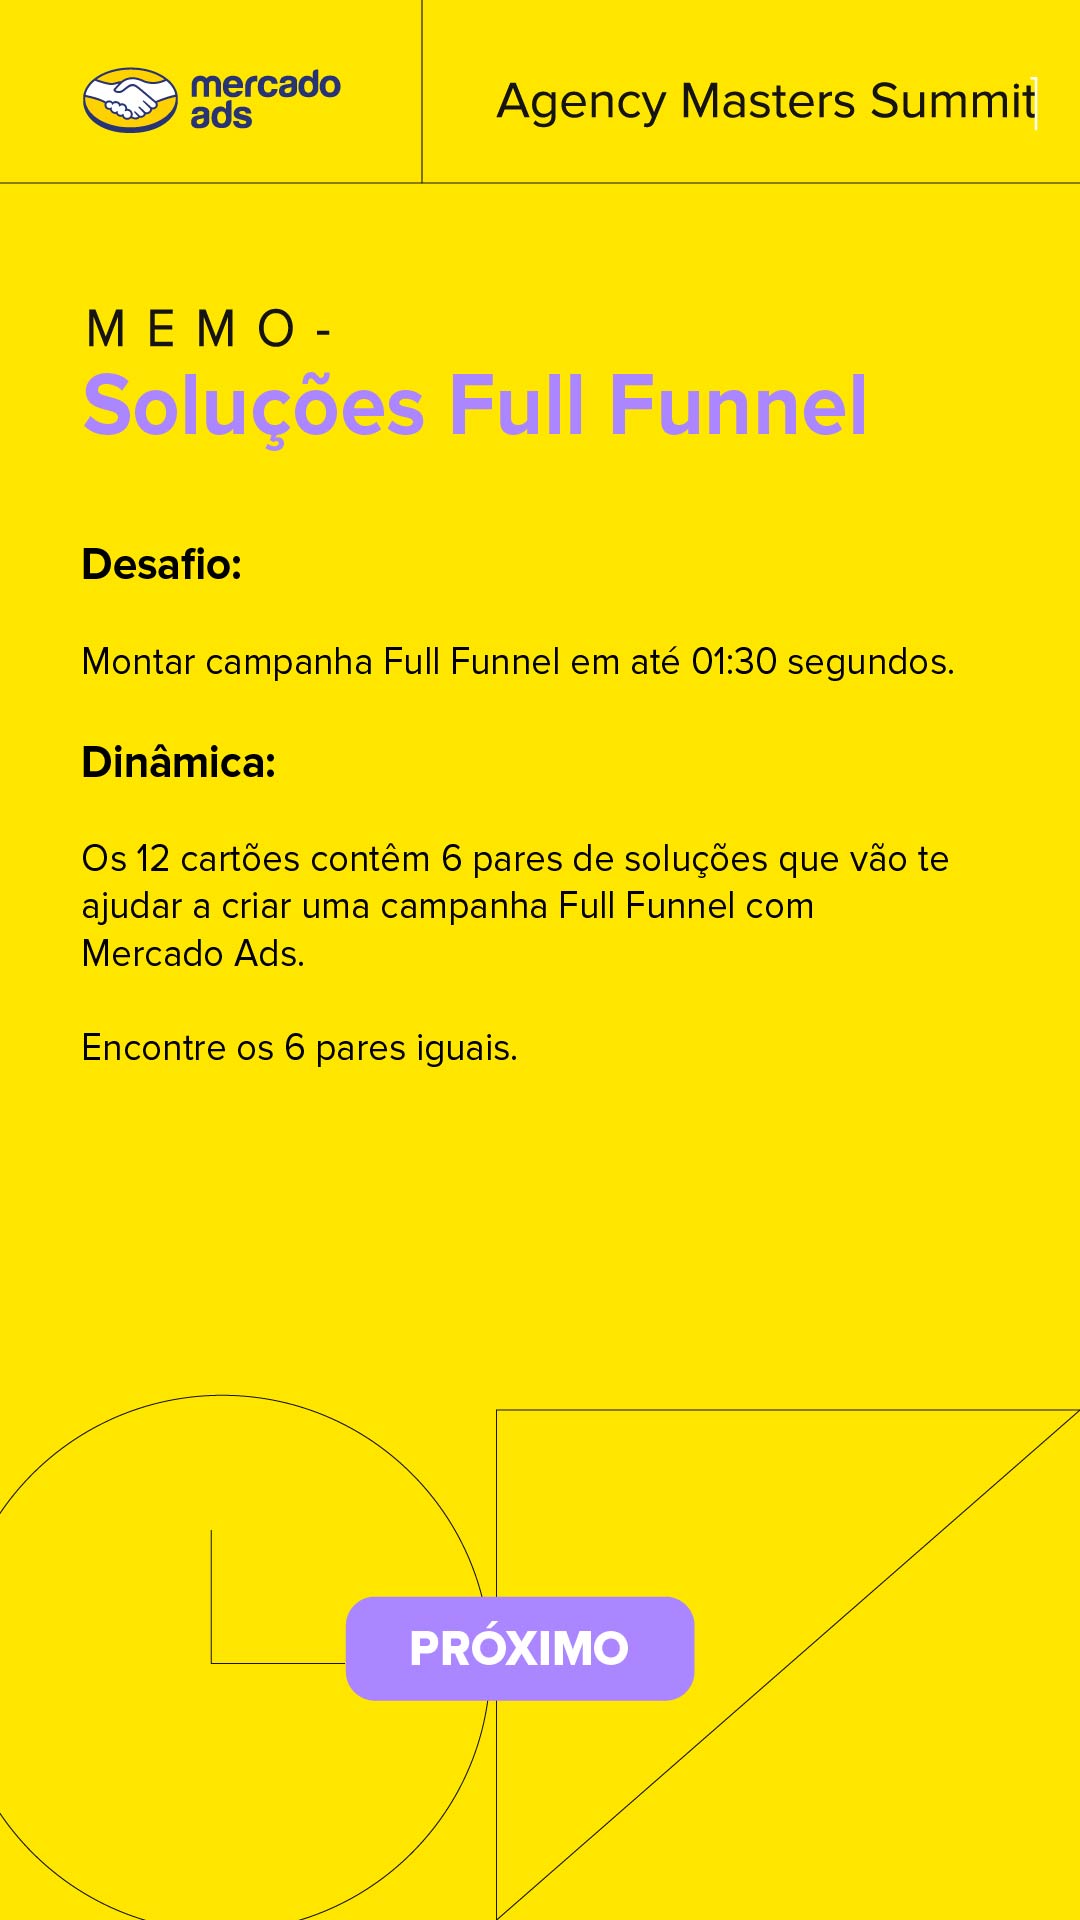 mercado
ads
Agency Masters Summit
MEMO-
Soluções Full Funnel
Desafio:
Montar campanha Full Funnel em até 01:30 segundos.
Dinâmica:
Os 12 cartões contêm 6 pares de soluções que vão te
ajudar a criar uma campanha Full Funnel com
Mercado Ads.
Encontre os 6 pares iguais.
PRÓXIMO